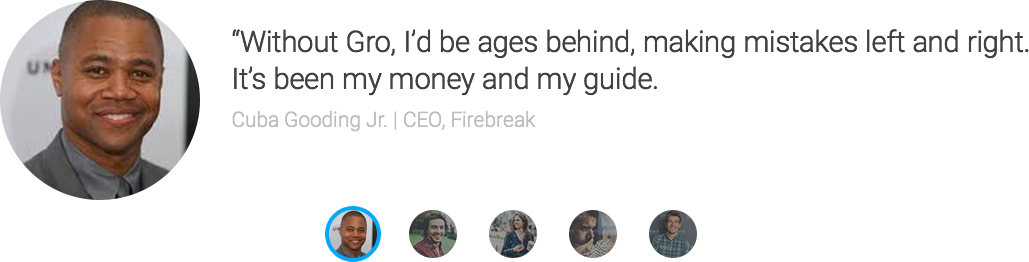 “Without Gro, I’d be ages behind, making mistakes left and right.
It’s been my money and my guide.
Cuba Gooding Jr. | CEO, Firebreak